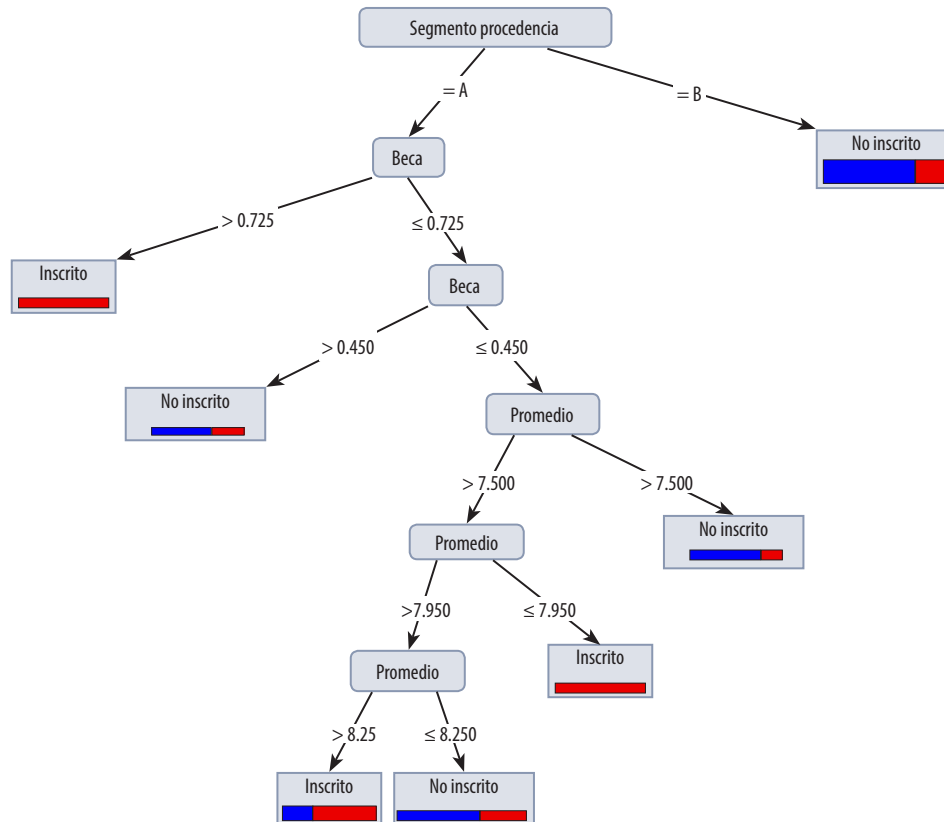 Segmento procedencia
= A
= B
No inscrito
Beca
> 0.725
≤ 0.725
Inscrito
Beca
> 0.450
≤ 0.450
No inscrito
Promedio
> 7.500
> 7.500
No inscrito
Promedio
>7.950
≤ 7.950
Inscrito
Promedio
> 8.25
≤ 8.250
Inscrito
No inscrito